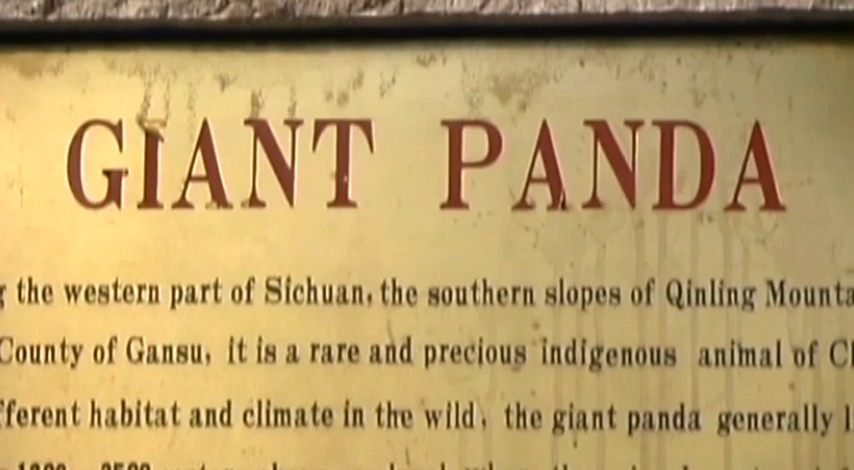 GIANT PANDA
the western part of Sichuan, the southern slopes of Qinling Mounta
County of Gansu, it is a rare and precious indigenous animal of C
fferent habitat and climate in the wild, the giant panda generally